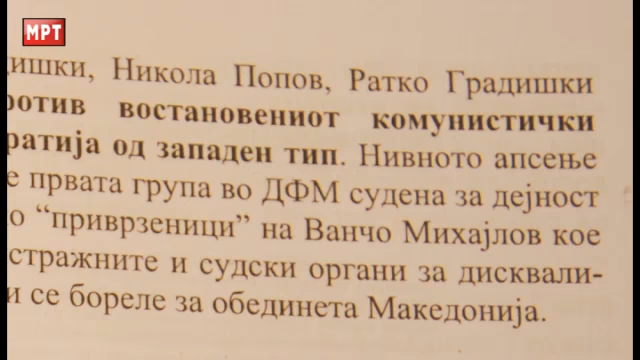 МРТ
дишки, Никола Попов, Ратко Градишки
ротив востановениот комунистички
ратија од западен тип. Нивното апсење
е првата група во ДФМ судена за дејност
о “приврзеници” на Ванчо Михајлов кое
стражните и судски органи за дисквали-
и се бореле за обединета Македонија.